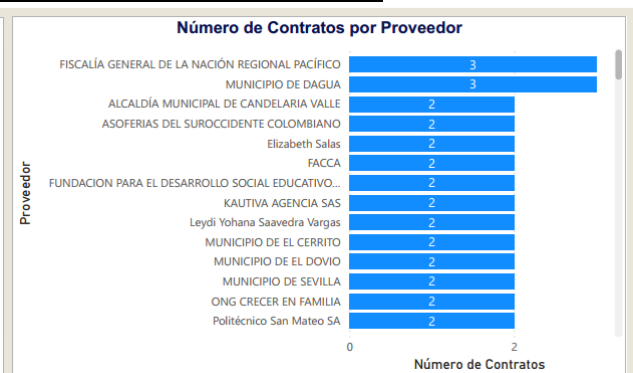 Número de Contratos por Proveedor
FISCALÍA GENERAL DE LA NACIÓN REGIONAL PACÍFICO 3
MUNICIPIO DE DAGUA 3
ALCALDÍA MUNICIPAL DE CANDELARIA VALLE 2
ASOFERIAS DEL SUROCCIDENTE COLOMBIANO 2
Elizabeth Salas 2
FACCA 2
FUNDACION PARA EL DESARROLLO SOCIAL EDUCATIVO... 2
KAUTIVA AGENCIA SAS 2
Leydi Yohana Saavedra Vargas 2
MUNICIPIO DE EL CERRITO 2
MUNICIPIO DE EL DOVIO 2
MUNICIPIO DE SEVILLA 2
ONG CRECER EN FAMILIA 2
Politécnico San Mateo SA 2
Proveedor
0 2
Número de Contratos